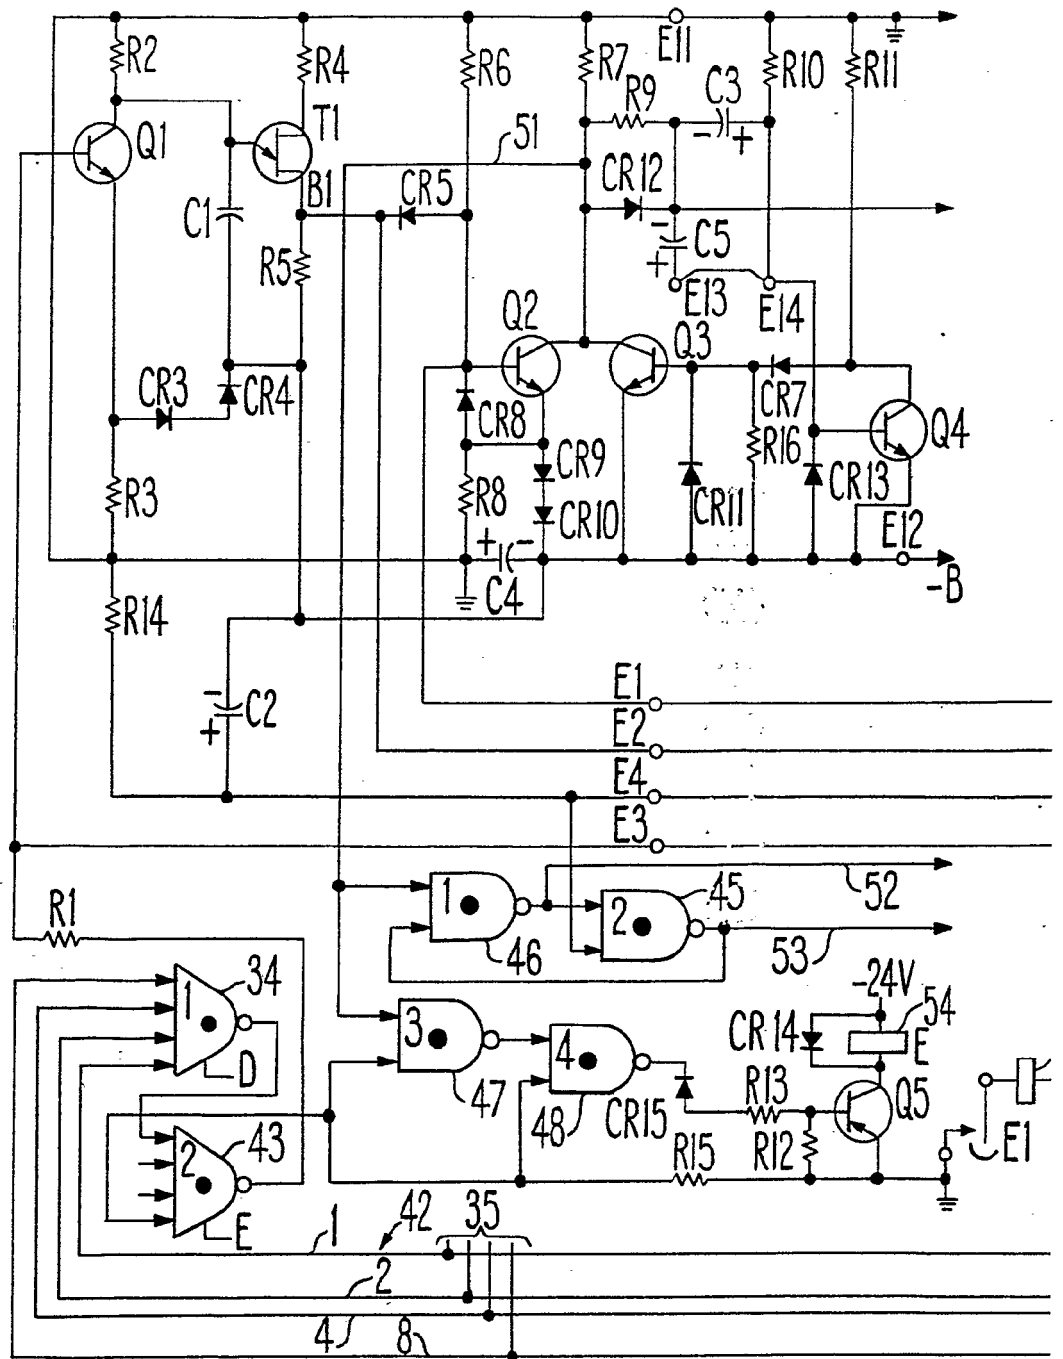 E11
R2
R4
R6
R7
R10
R11
R9
C3
- +
T1
Q1
51
B1
CR5
CR12
C1
-
C5
R5
+
E13
E14
Q2
Q3
CR3
CR4
CR8
CR7
R16
Q4
CR9
R3
R8
CR11
CR13
CR10
E12
+ -
C4
-B
R14
E1
-
C2
+
E2
E4
E3
1
45
52
2
R1
46
53
34
-24V
1
54
3
CR14
E
D
4
R13
47
Q5
43
48
CR15
E1
2
R15
R12
35
42
E
1
2
4
8